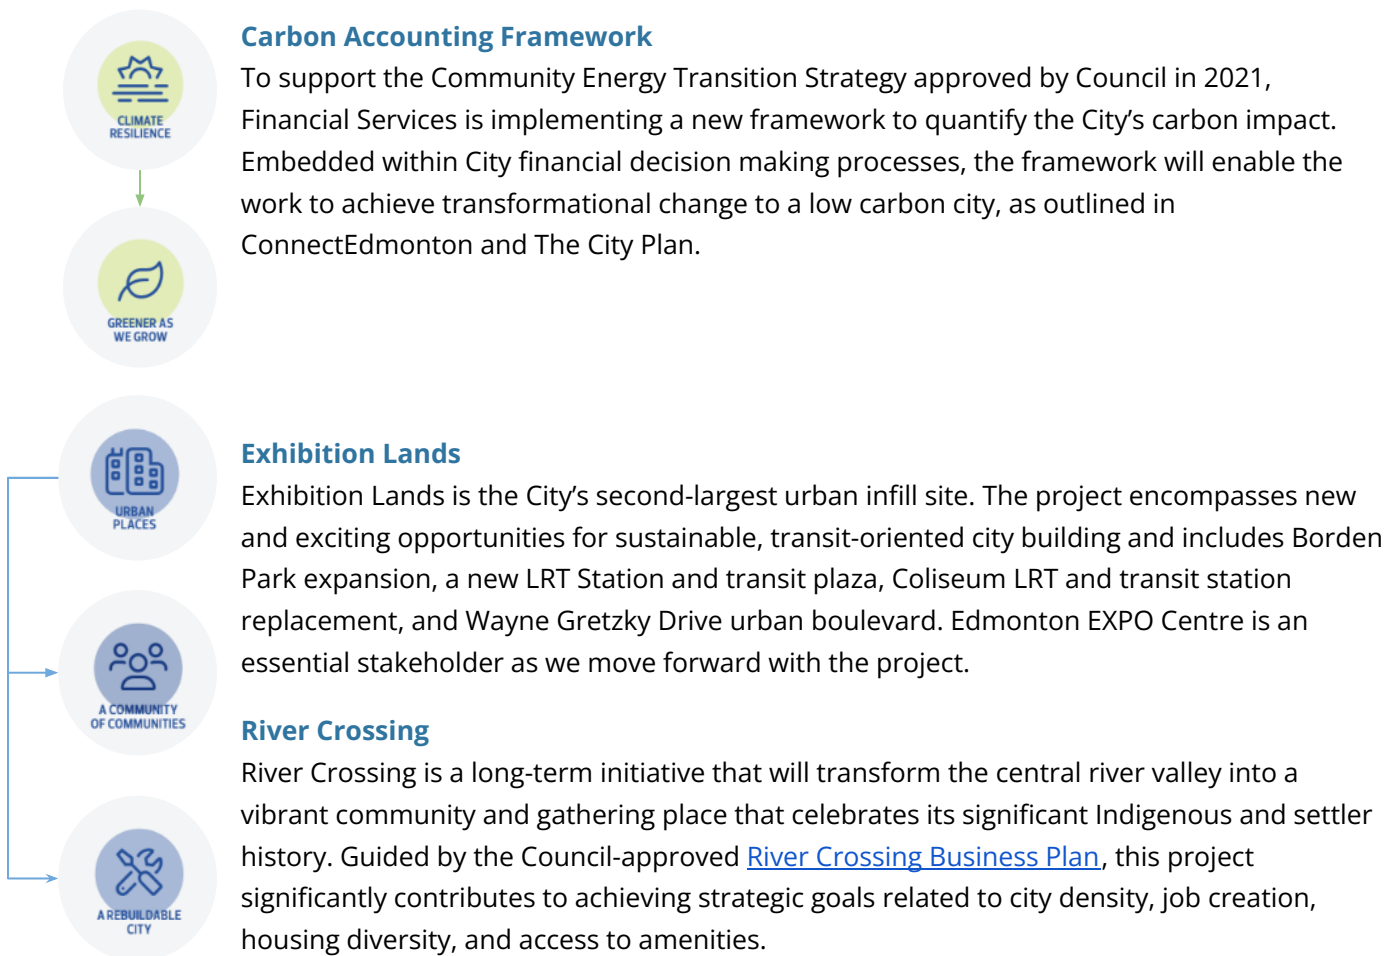 CLIMATE
RESILIENCE
GREENER AS
WE GROW
Carbon Accounting Framework
To support the Community Energy Transition Strategy approved by Council in 2021,
Financial Services is implementing a new framework to quantify the City’s carbon impact.
Embedded within City financial decision making processes, the framework will enable the
work to achieve transformational change to a low carbon city, as outlined in
ConnectEdmonton and The City Plan.
URBAN
PLACES
A COMMUNITY
OF COMMUNITIES
A REBUILDABLE
CITY
Exhibition Lands
Exhibition Lands is the City’s second-largest urban infill site. The project encompasses new
and exciting opportunities for sustainable, transit-oriented city building and includes Borden
Park expansion, a new LRT Station and transit plaza, Coliseum LRT and transit station
replacement, and Wayne Gretzky Drive urban boulevard. Edmonton EXPO Centre is an
essential stakeholder as we move forward with the project.
River Crossing
River Crossing is a long-term initiative that will transform the central river valley into a
vibrant community and gathering place that celebrates its significant Indigenous and settler
history. Guided by the Council-approved River Crossing Business Plan, this project
significantly contributes to achieving strategic goals related to city density, job creation,
housing diversity, and access to amenities.